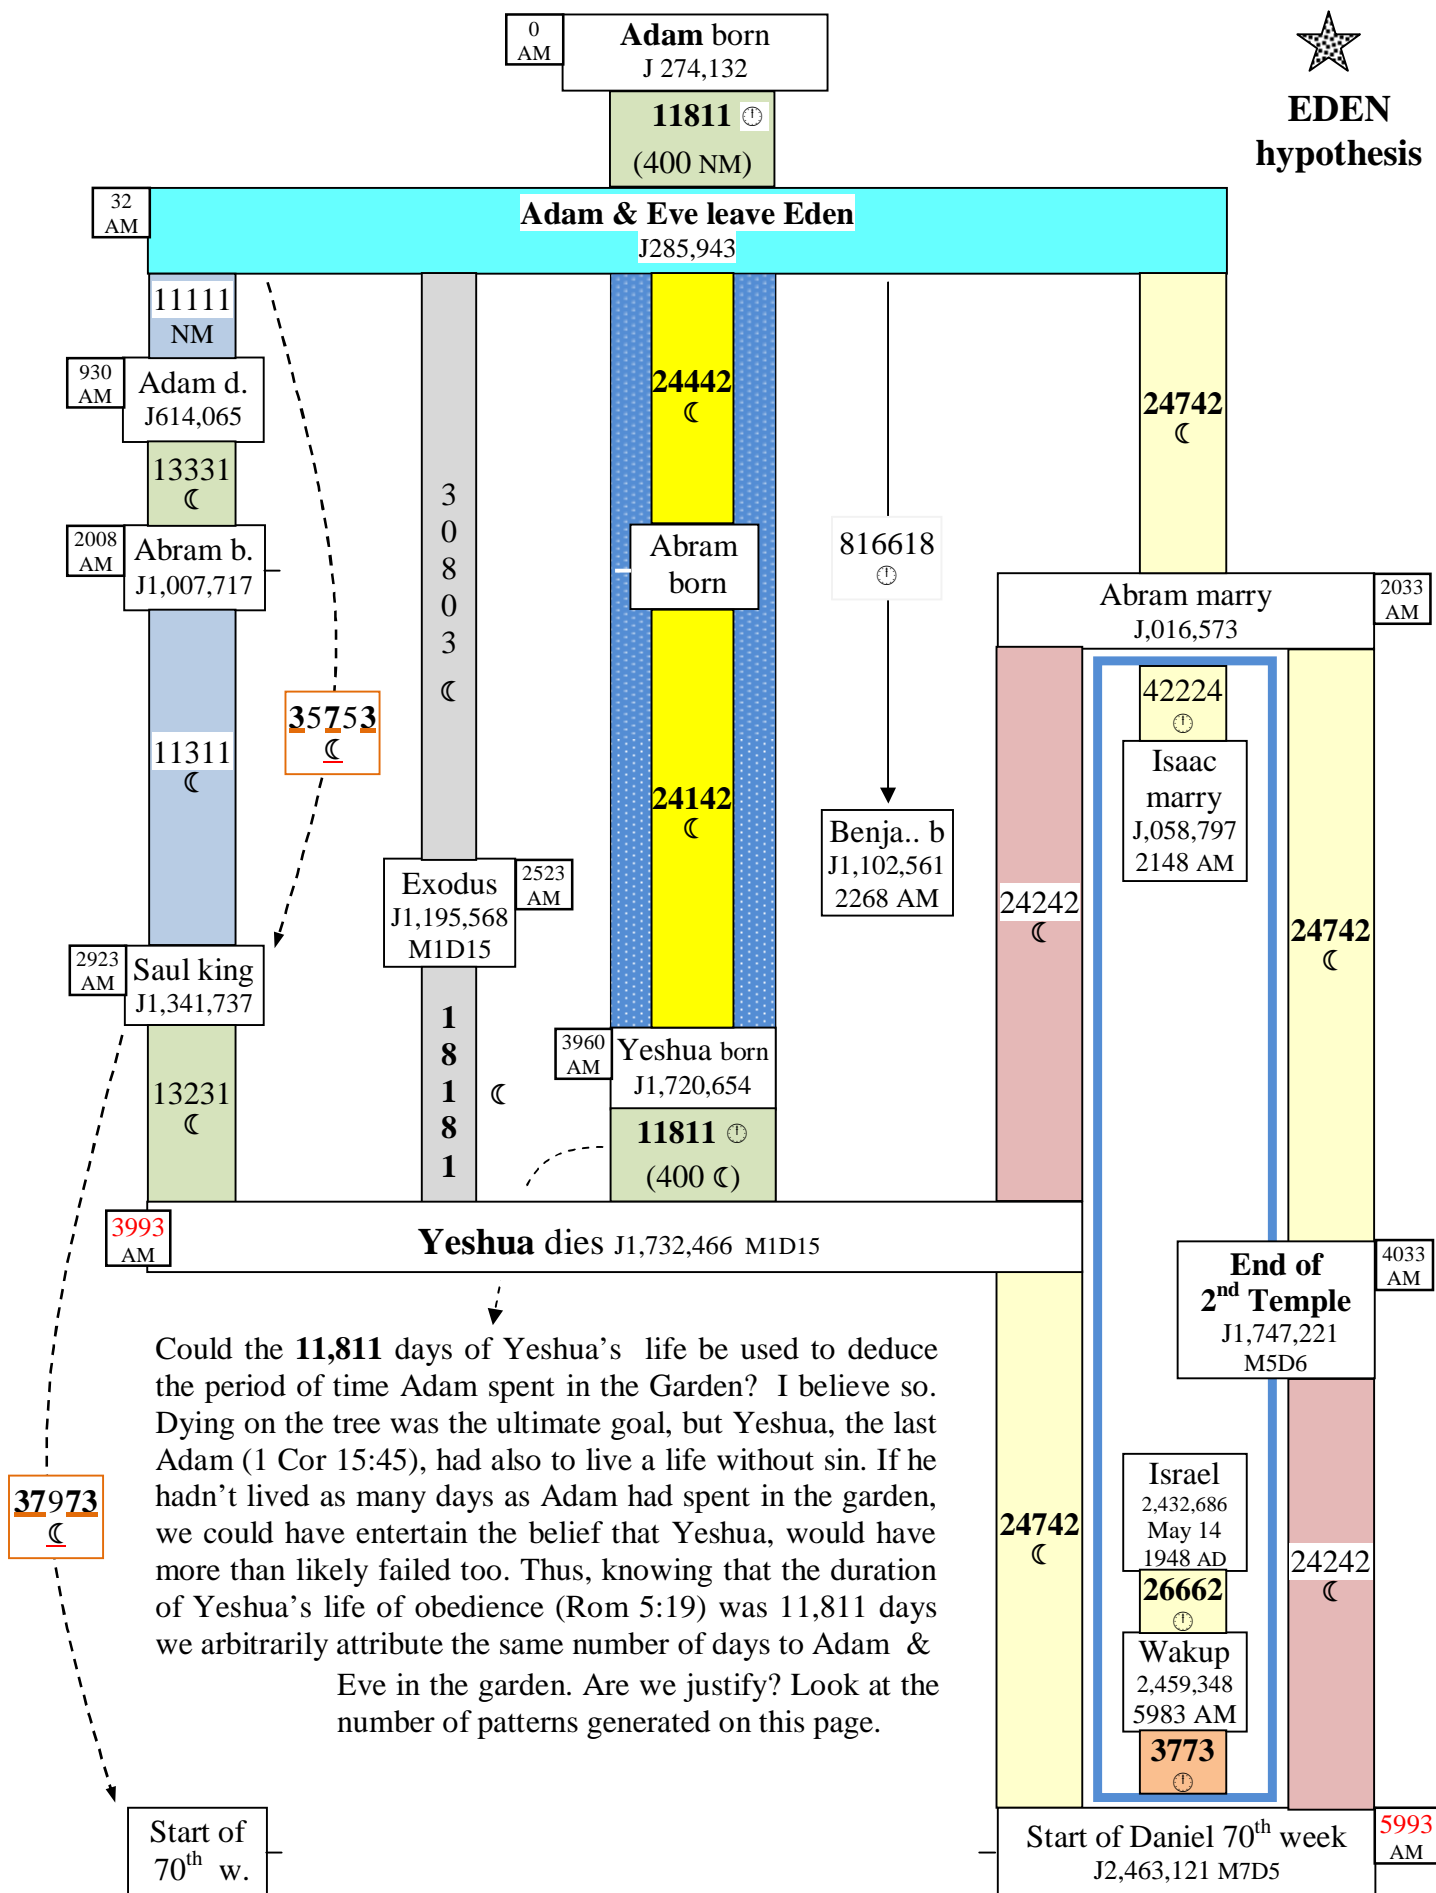 0
AM
Adam born
J 274,132
EDEN
hypothesis
11811 🕛
(400 NM)
32
AM
Adam & Eve leave Eden
J285,943
11111
NM
930
AM
Adam d.
J614,065
13331
☾
2008
AM
Abram b.
J1,007,717
11311
☾
35753
☾
2923
AM
Saul king
J1,341,737
13231
☾
3
0
8
0
3
☾
Exodus
J1,195,568
M1D15
2523
AM
1
8
1
8
1
☾
24442
☾
Abram
born
24142
☾
3960
AM
Yeshua born
J1,720,654
11811 🕛
(400 ☾)
816618
🕛
Benja.. b
J1,102,561
2268 AM
24742
☾
Abram marry
J,016,573
2033
AM
24242
☾
42224
🕛
Isaac
marry
J,058,797
2148 AM
24742
☾
3993
AM
Yeshua dies J1,732,466 M1D15
End of
2nd Temple
J1,747,221
M5D6
4033
AM
Could the 11,811 days of Yeshua's life be used to deduce
the period of time Adam spent in the Garden? I believe so.
Dying on the tree was the ultimate goal, but Yeshua, the last
Adam (1 Cor 15:45), had also to live a life without sin. If he
hadn't lived as many days as Adam had spent in the garden,
we could have entertain the belief that Yeshua, would have
more than likely failed too. Thus, knowing that the duration
of Yeshua's life of obedience (Rom 5:19) was 11,811 days
we arbitrarily attribute the same number of days to Adam &
Eve in the garden. Are we justify? Look at the
number of patterns generated on this page.
37973
☾
24742
☾
Israel
2,432,686
May 14
1948 AD
26662
🕛
Wakup
2,459,348
5983 AM
3773
🕛
24242
☾
Start of
70th w.
Start of Daniel 70th week
J2,463,121 M7D5
5993
AM